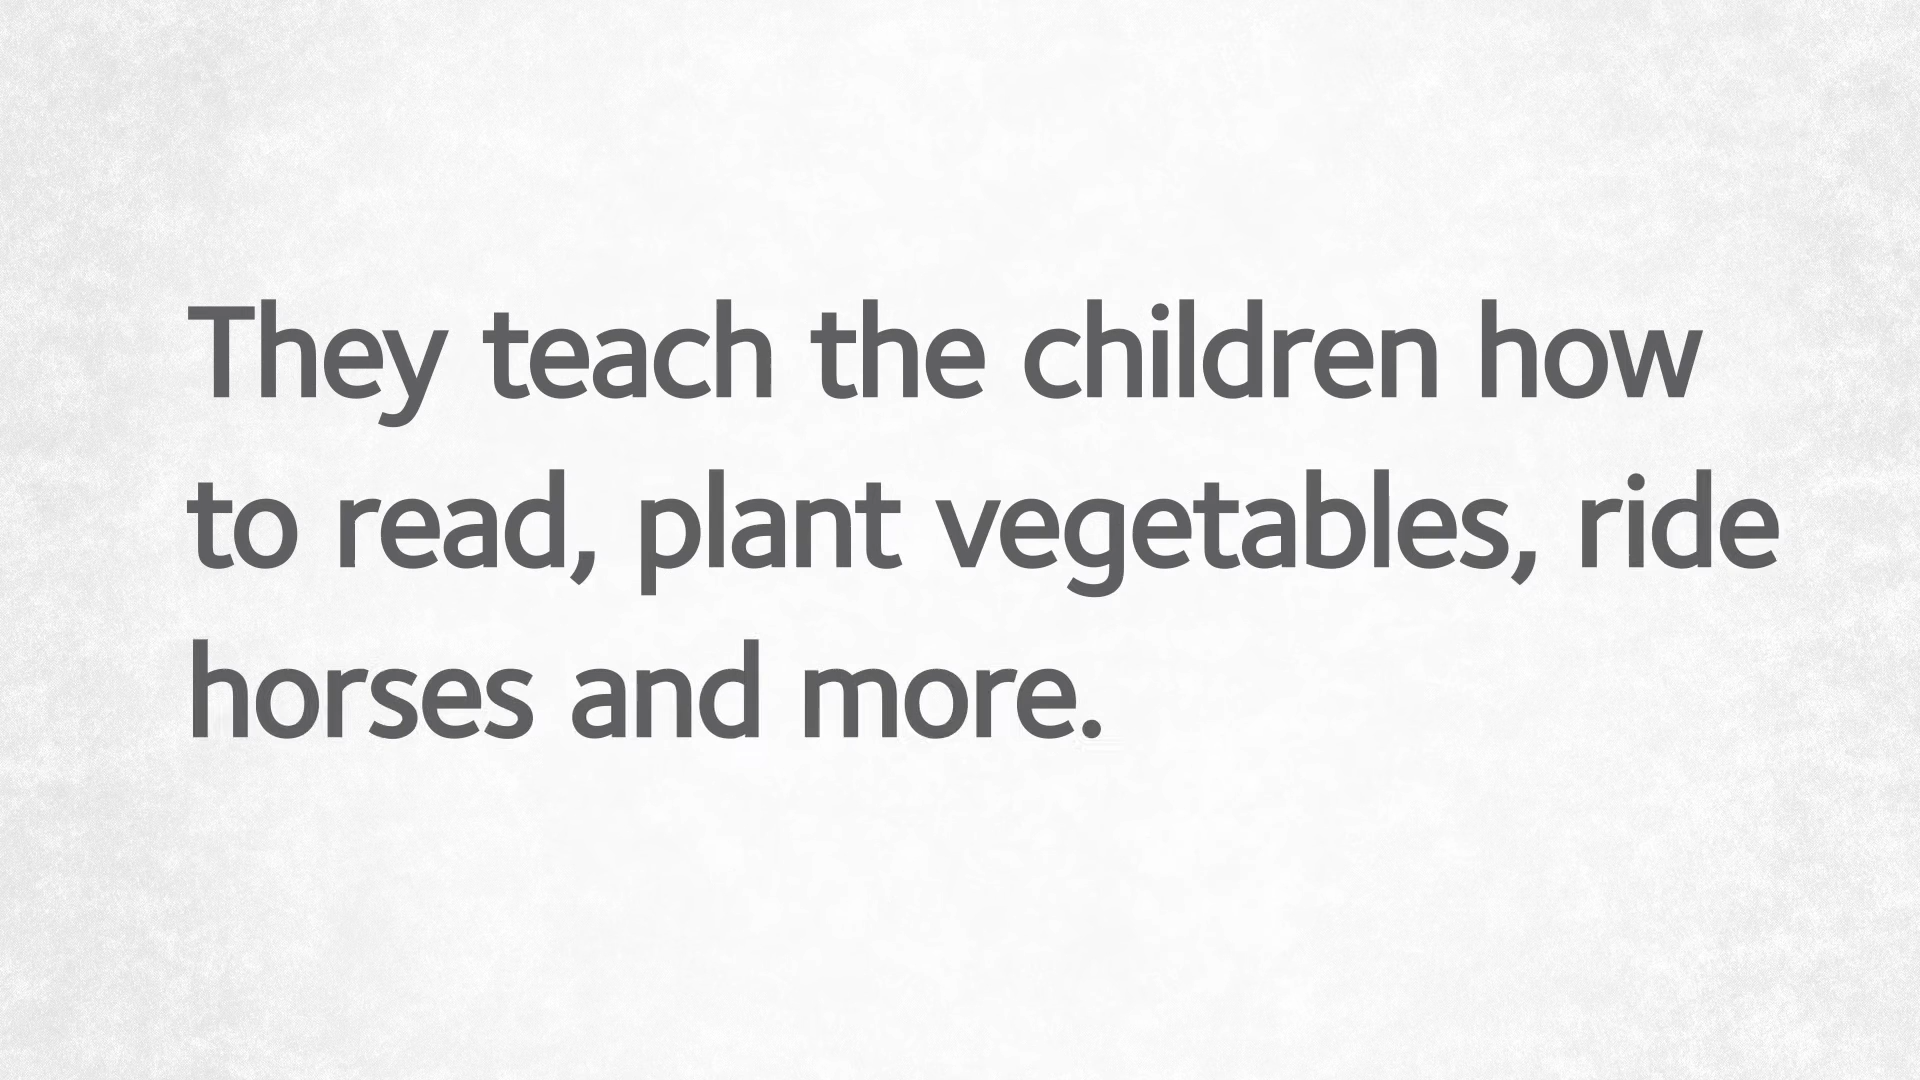 They teach the children how
to read, plant vegetables, ride
horses and more.